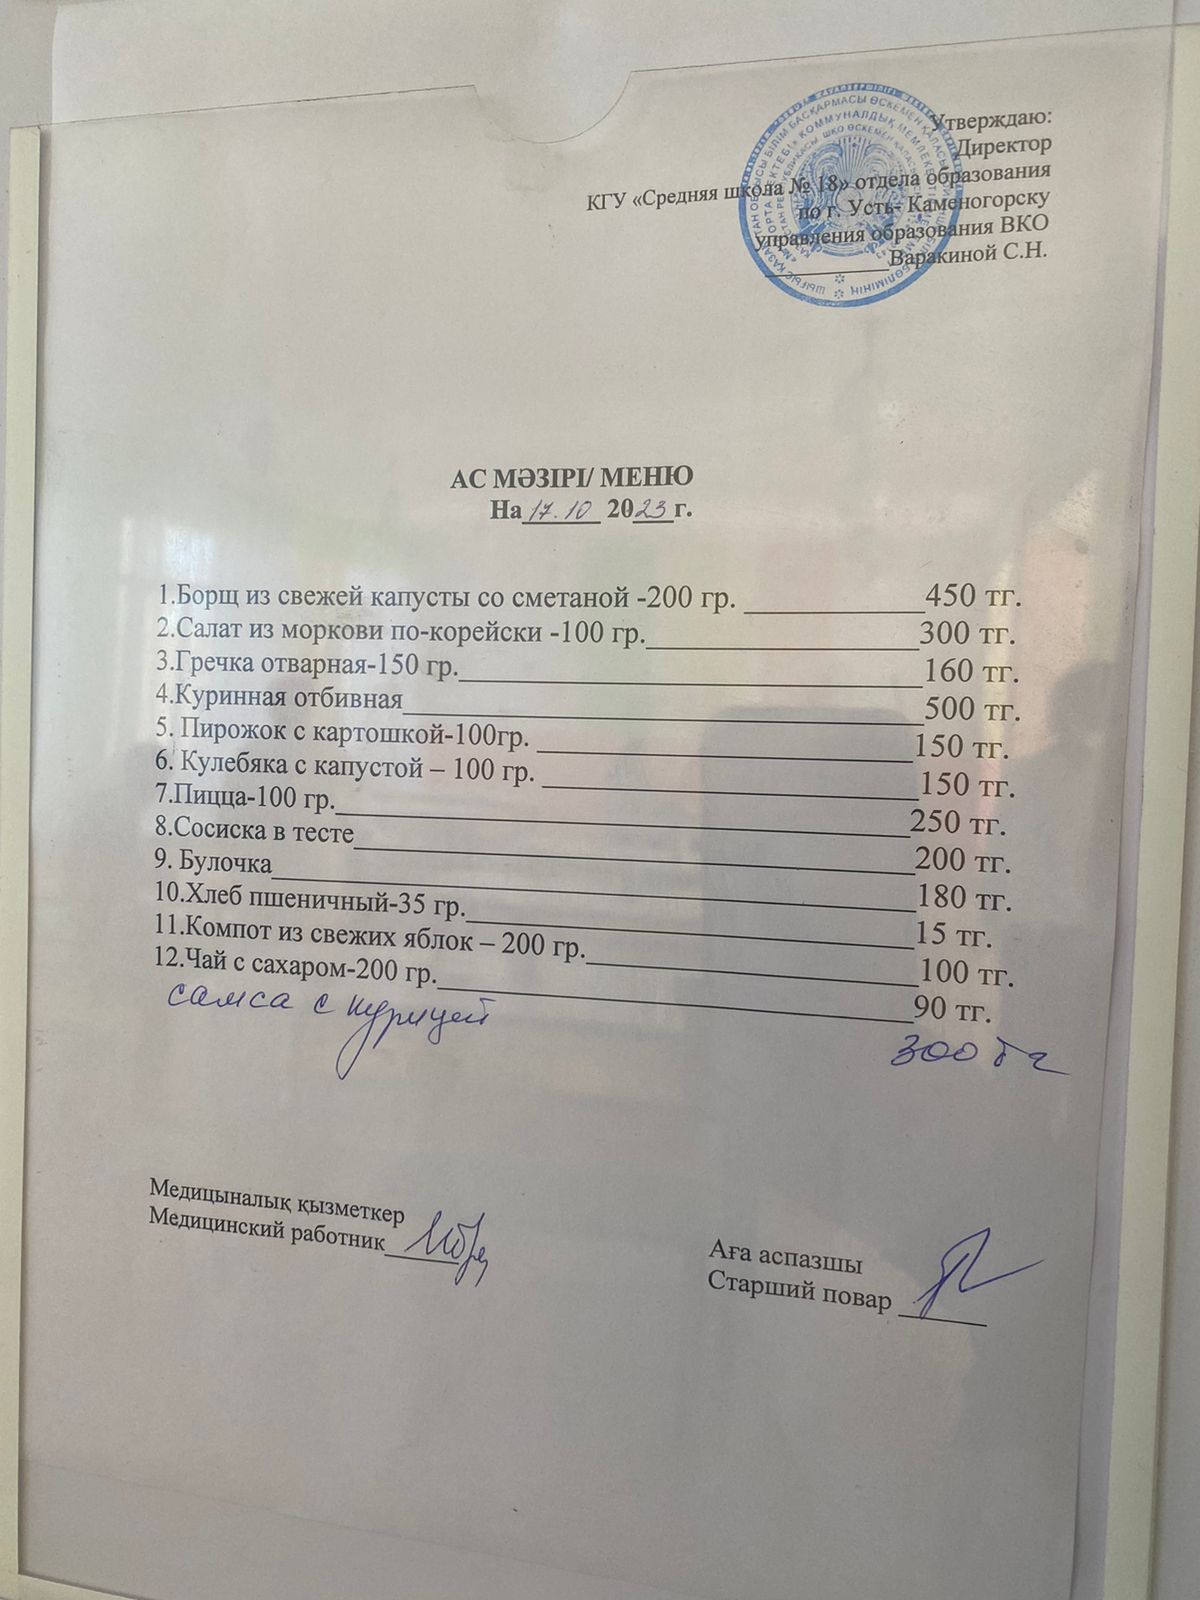 Утверждаю:
Директор
КГУ «Средняя школа № 18» отдела образования
по г. Усть- Каменогорску
управления образования ВКО
Варакиной С.Н.
АС МӘЗІРІ/ МЕНЮ
На 17.10 2023 г.
1.Борщ из свежей капусты со сметаной -200 гр. 450 тг.
2.Салат из моркови по-корейски -100 гр. 300 тг.
3.Гречка отварная-150 гр. 160 тг.
4.Куринная отбивная 500 тг.
5. Пирожок с картошкой-100гр. 150 тг.
6. Кулебяка с капустой – 100 гр. 150 тг.
7.Пицца-100 гр. 250 тг.
8.Сосиска в тесте 200 тг.
9. Булочка 180 тг.
10.Хлеб пшеничный-35 гр. 15 тг.
11.Компот из свежих яблок – 200 гр. 100 тг.
12.Чай с сахаром-200 гр. 90 тг.
самса с курицей 300 тг
Медицыналық қызметкер
Медицинский работник
Аға аспазшы
Старший повар